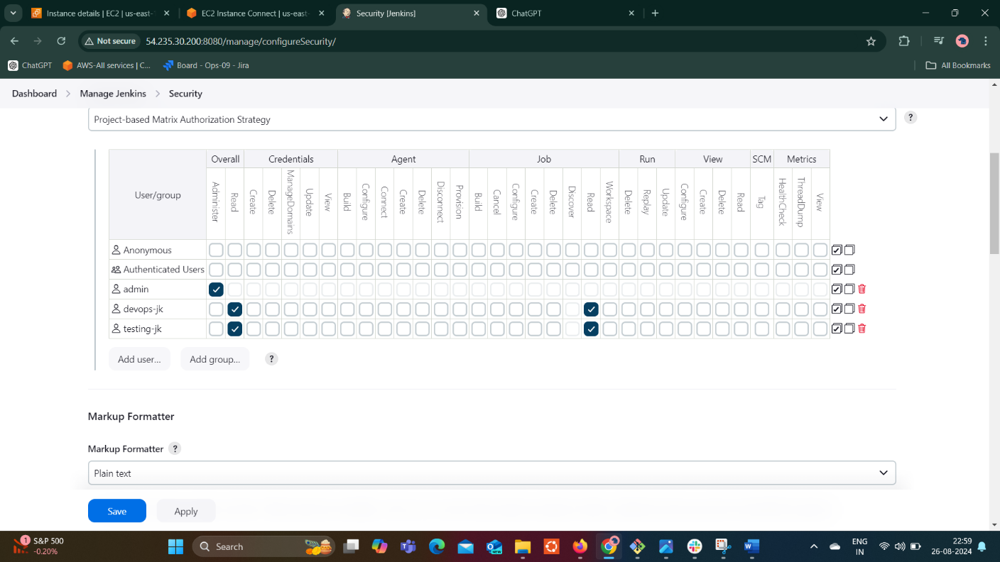 Instance details | EC2 | us-east-
EC2 Instance Connect | us-east-
Security [Jenkins]
ChatGPT
Not secure
54.235.30.200:8080/manage/configureSecurity/
ChatGPT
AWS-All services | C...
Board - Ops-09 - Jira
All Bookmarks
Dashboard
Manage Jenkins
Security
Project-based Matrix Authorization Strategy
?
User/group
Overall
Credentials
Agent
Job
Run
View
SCM
Metrics
Administer
Read
Create
Delete
ManageDomains
Update
View
Build
Configure
Connect
Create
Delete
Disconnect
Provision
Build
Cancel
Configure
Create
Delete
Discover
Read
Workspace
Delete
Replay
Update
Configure
Create
Delete
Read
Tag
HealthCheck
ThreadDump
View
Anonymous
Authenticated Users
admin
devops-jk
testing-jk
Add user...
Add group...
?
Markup Formatter
Markup Formatter ?
Plain text
Save
Apply
1
S&P 500
-0.20%
Search
NEW
ENG
IN
22:59
26-08-2024